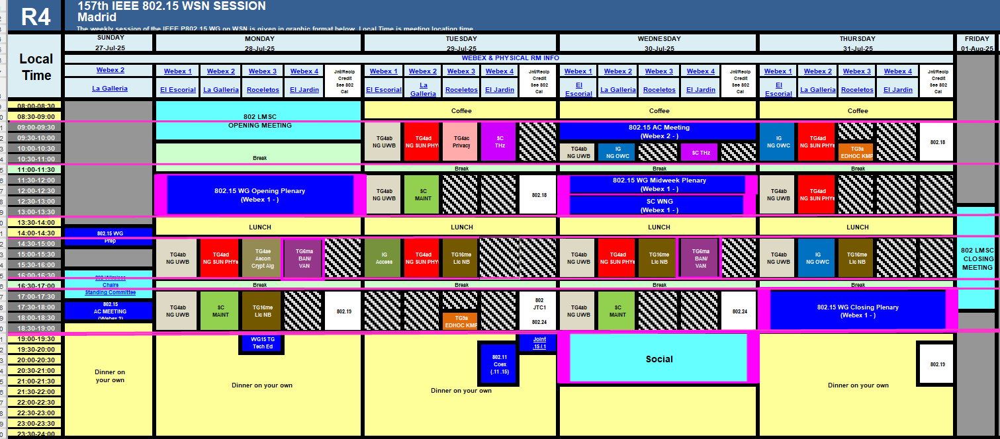 R4
157th IEEE 802.15 WSN SESSION
Madrid
The weekly session of the IEEE P802.15 WG on WSN is given in graphic format below. Local Time is meeting location time.
Local
Time
SUNDAY
27-Jul-25
MONDAY
28-Jul-25
TUESDAY
29-Jul-25
WEDNESDAY
30-Jul-25
THURSDAY
31-Jul-25
FRIDAY
01-Aug-25
WEBEX & PHYSICAL RM INFO
Webex 2
La Galleria
Webex 1 Webex 2 Webex 3 Webex 4
El Escorial La Galleria Roceletos El Jardin
Jnt/Recip
Credit
See 802
Cal
Webex 1 Webex 2 Webex 3 Webex 4
El Escorial La Galleria Roceletos El Jardin
Jnt/Recip
Credit
See 802
Cal
Webex 1 Webex 2 Webex 3 Webex 4
El Escorial La Galleria Roceletos El Jardin
Jnt/Recip
Credit
See 802
Cal
Webex 1 Webex 2 Webex 3 Webex 4
El Escorial La Galleria Roceletos El Jardin
Jnt/Recip
Credit
See 802
Cal
08:00-08:30
08:30-09:00
09:00-09:30
09:30-10:00
10:00-10:30
10:30-11:00
11:00-11:30
11:30-12:00
12:00-12:30
12:30-13:00
13:00-13:30
13:30-14:00
14:00-14:30
14:30-15:00
15:00-15:30
15:30-16:00
16:00-16:30
16:30-17:00
17:00-17:30
17:30-18:00
18:00-18:30
18:30-19:00
19:00-19:30
19:30-20:00
20:00-20:30
20:30-21:00
21:00-21:30
21:30-22:00
22:00-22:30
22:30-23:00
23:00-23:30
23:30-24:00
802.15 WG
Prep
802 Wireless
Chairs
Standing Committee
802.15
AC MEETING
(Webex 2)
Dinner on
your own
802 LMSC
OPENING MEETING
Break
802.15 WG Opening Plenary
(Webex 1 - )
LUNCH
TG4ab
NG UWB
TG4ad
NG SUN PHYs
TG4ae
Ascon
Crypt Alg
TG6ma
BAN/
VAN
Break
TG4ab
NG UWB
SC
MAINT
TG16me
Lic NB
802.19
WG15 TG
Tech Ed
Dinner on your own
Coffee
TG4ab
NG UWB
TG4ad
NG SUN PHY
TG4ac
Privacy
SC
THz
Break
TG4ab
NG UWB
SC
MAINT
802.18
LUNCH
IG
Access
TG4ad
NG SUN PHY
TG16me
Lic NB
Break
TG9a
EDHOC KMP
802
JTC1
802.24
Joint
.15 /.1
802.11
Coex
(.11 .15)
Dinner on your own
Coffee
802.15 AC Meeting
(Webex 2 - )
TG4ab
NG UWB
IG
NG OWC
SC THz
Break
802.15 WG Midweek Plenary
(Webex 1 - )
SC WNG
(Webex 1 - )
LUNCH
TG4ab
NG UWB
TG4ad
NG SUN PHYs
TG16me
Lic NB
TG6ma
BAN/
VAN
Break
TG4ab
NG UWB
SC
MAINT
802.24
Social
Coffee
IG
NG OWC
TG4ad
NG SUN PHYs
TG9a
EDHOC KMP
802.18
Break
TG4ab
NG UWB
TG4ad
NG SUN PHYs
LUNCH
TG4ab
NG UWB
IG
NG OWC
TG16me
Lic NB
Break
802.15 WG Closing Plenary
(Webex 1 - )
802.19
Dinner on your own
802 LMSC
CLOSING
MEETING